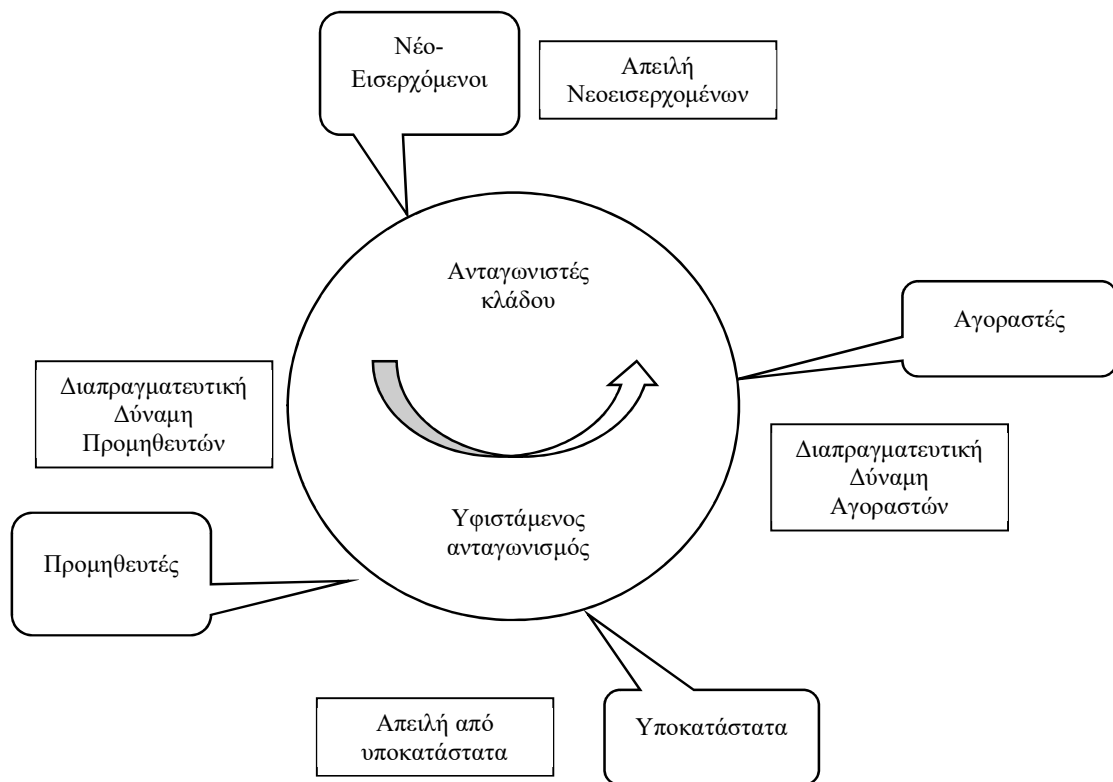 Νέο-
Εισερχόμενοι
Απειλή
Νεοεισερχομένων
Ανταγωνιστές
κλάδου
Αγοραστές
Διαπραγματευτική
Δύναμη
Προμηθευτών
Διαπραγματευτική
Δύναμη
Αγοραστών
Υφιστάμενος
ανταγωνισμός
Προμηθευτές
Απειλή από
υποκατάστατα
Υποκατάστατα